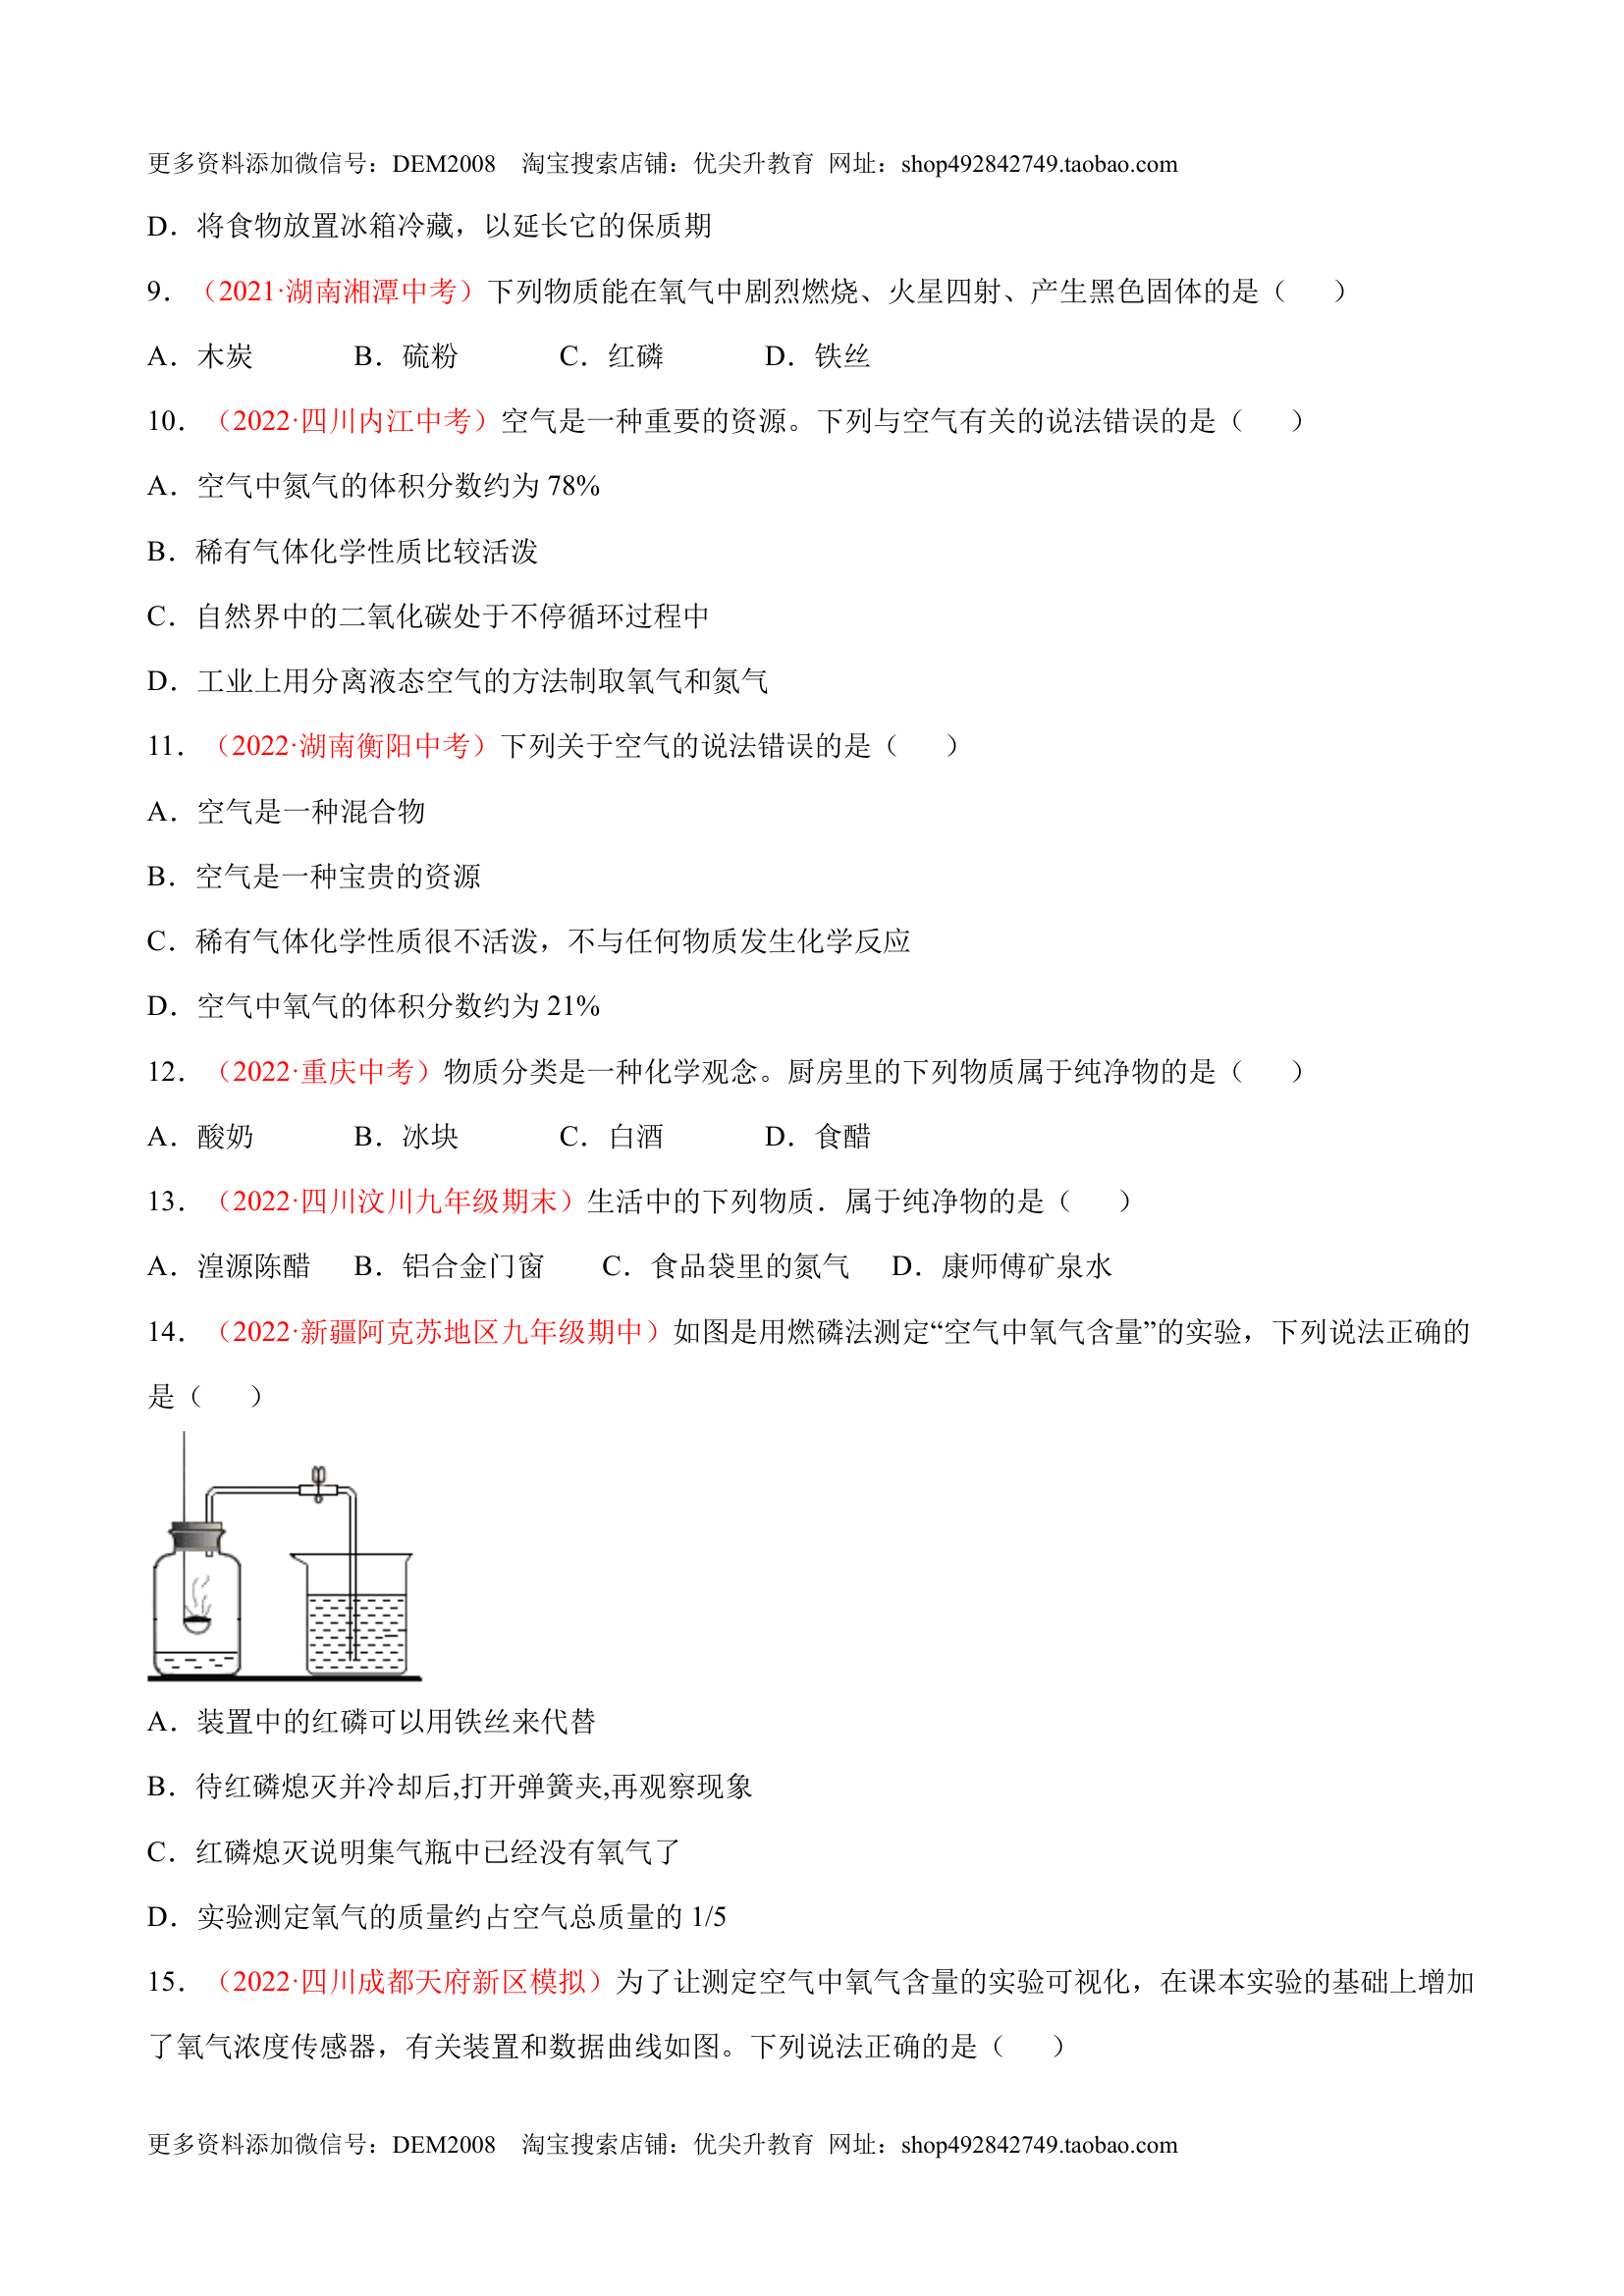 更多资料添加微信号：DEM2008    淘宝搜索店铺：优尖升教育  网址：shop492842749.taobao.com
D．将食物放置冰箱冷藏，以延长它的保质期
9．（2021·湖南湘潭中考）下列物质能在氧气中剧烈燃烧、火星四射、产生黑色固体的是（    ）
A．木炭    B．硫粉    C．红磷    D．铁丝
10．（2022·四川内江中考）空气是一种重要的资源。下列与空气有关的说法错误的是（    ）
A．空气中氮气的体积分数约为 78%
B．稀有气体化学性质比较活泼
C．自然界中的二氧化碳处于不停循环过程中
D．工业上用分离液态空气的方法制取氧气和氮气
11．（2022·湖南衡阳中考）下列关于空气的说法错误的是（    ）
A．空气是一种混合物
B．空气是一种宝贵的资源
C．稀有气体化学性质很不活泼，不与任何物质发生化学反应
D．空气中氧气的体积分数约为 21%
12．（2022·重庆中考）物质分类是一种化学观念。厨房里的下列物质属于纯净物的是（    ）
A．酸奶    B．冰块    C．白酒    D．食醋
13．（2022·四川汶川九年级期末）生活中的下列物质．属于纯净物的是（    ）
A．湟源陈醋    B．铝合金门窗    C．食品袋里的氮气    D．康师傅矿泉水
14．（2022·新疆阿克苏地区九年级期中）如图是用燃磷法测定“空气中氧气含量”的实验，下列说法正确的
是（    ）
A．装置中的红磷可以用铁丝来代替
B．待红磷熄灭并冷却后,打开弹簧夹,再观察现象
C．红磷熄灭说明集气瓶中已经没有氧气了
D．实验测定氧气的质量约占空气总质量的 1/5
15．（2022·四川成都天府新区模拟）为了让测定空气中氧气含量的实验可视化，在课本实验的基础上增加
了氧气浓度传感器，有关装置和数据曲线如图。下列说法正确的是（    ）
更多资料添加微信号：DEM2008    淘宝搜索店铺：优尖升教育  网址：shop492842749.taobao.com